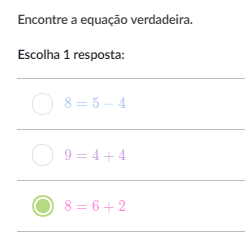 Encontre a equação verdadeira.
Escolha 1 resposta:
8 = 5 − 4
9 = 4 + 4
8 = 6 + 2